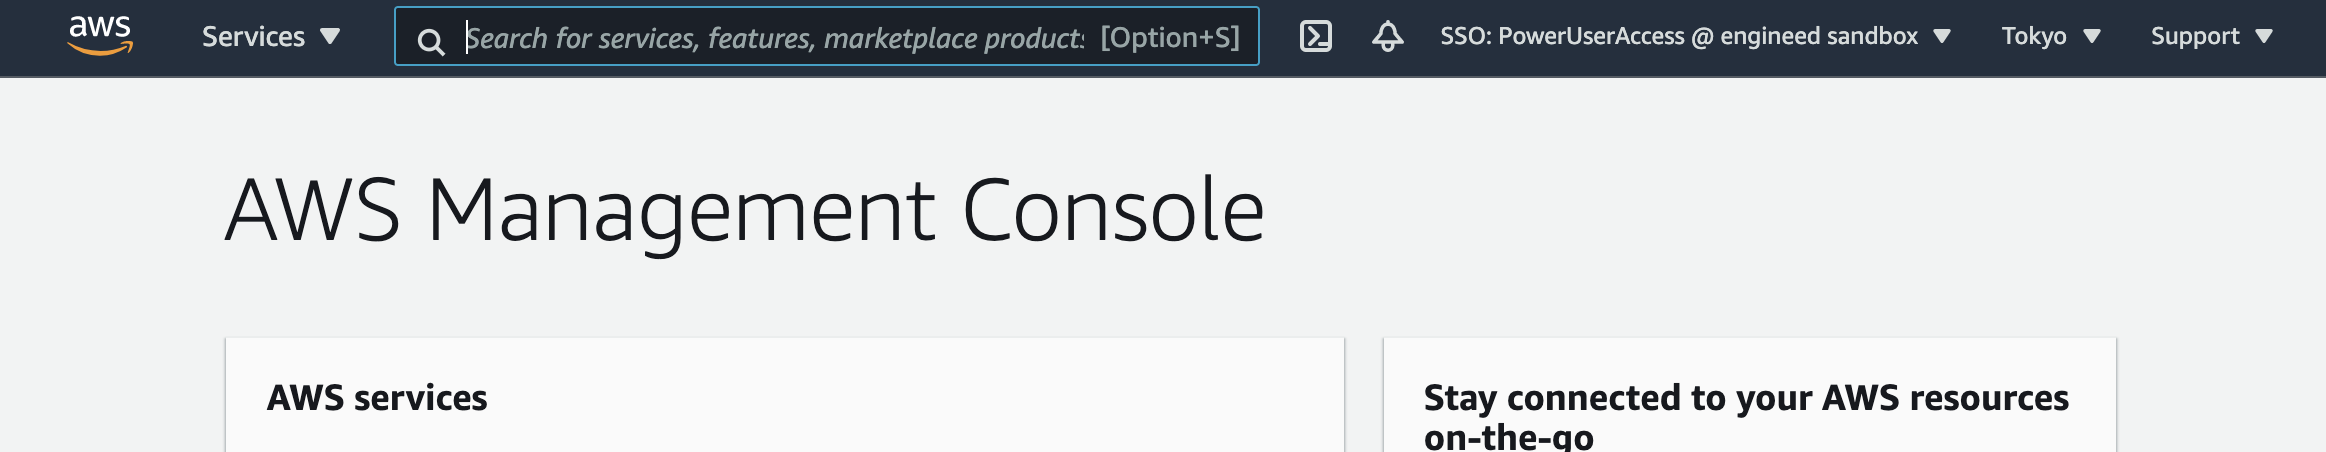 aws Services Search for services, features, marketplace products [Option+S] SSO: PowerUserAccess @ engineed sandbox Tokyo Support
AWS Management Console
AWS services
Stay connected to your AWS resources
on-the-go